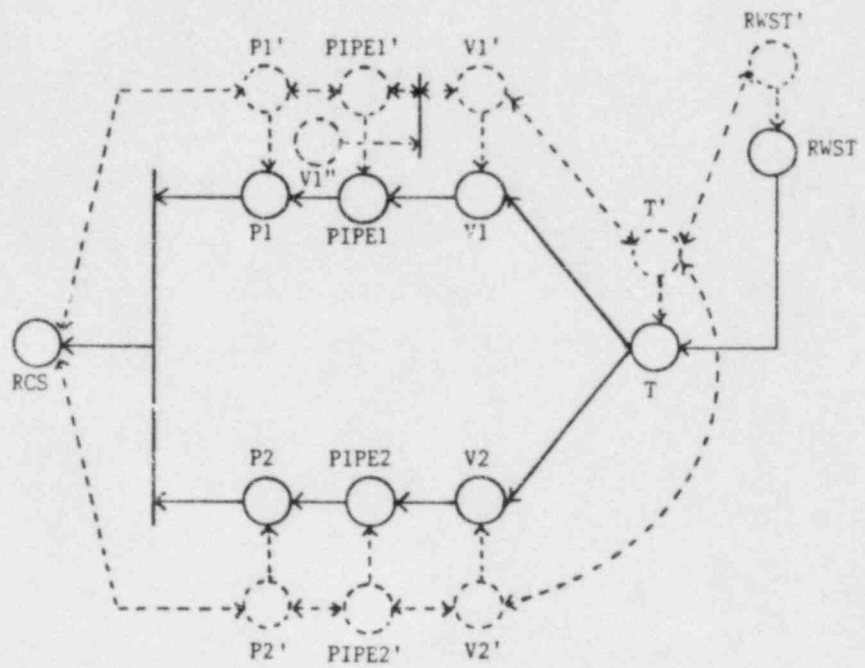 P1' PIPE1' V1' RWST'
RWST
V1"
P1 PIPE1 V1 T'
RCS
T
P2 PIPE2 V2
P2' PIPE2' V2'